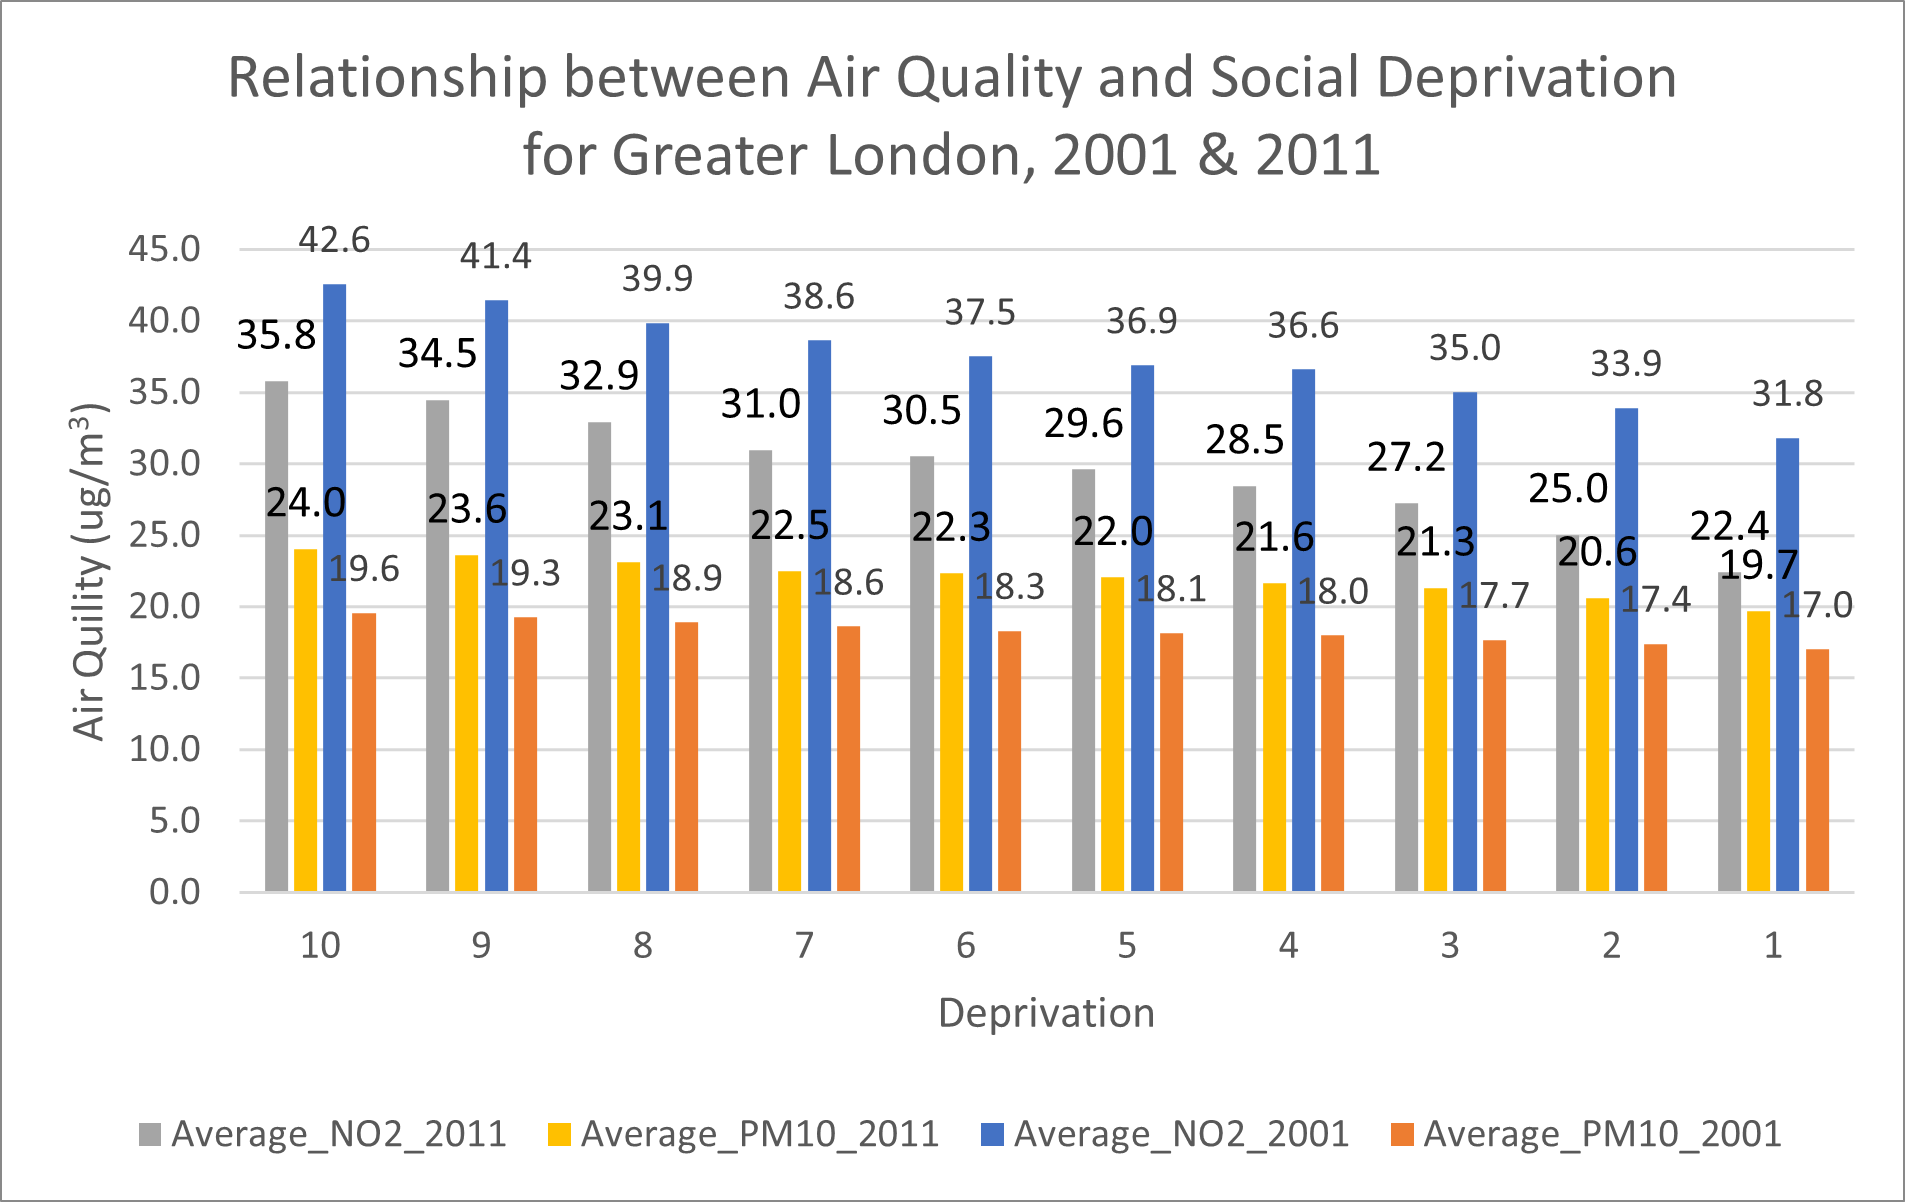 Relationship between Air Quality and Social Deprivation
for Greater London, 2001 & 2011
Air Quility (ug/m³)
45.0
40.0
35.0
30.0
25.0
20.0
15.0
10.0
5.0
0.0
35.8 24.0 42.6 19.6
34.5 23.6 41.4 19.3
32.9 23.1 39.9 18.9
31.0 22.5 38.6 18.6
30.5 22.3 37.5 18.3
29.6 22.0 36.9 18.1
28.5 21.6 36.6 18.0
27.2 21.3 35.0 17.7
25.0 20.6 33.9 17.4
22.4 19.7 31.8 17.0
10 9 8 7 6 5 4 3 2 1
Deprivation
Average_NO2_2011 Average_PM10_2011 Average_NO2_2001 Average_PM10_2001